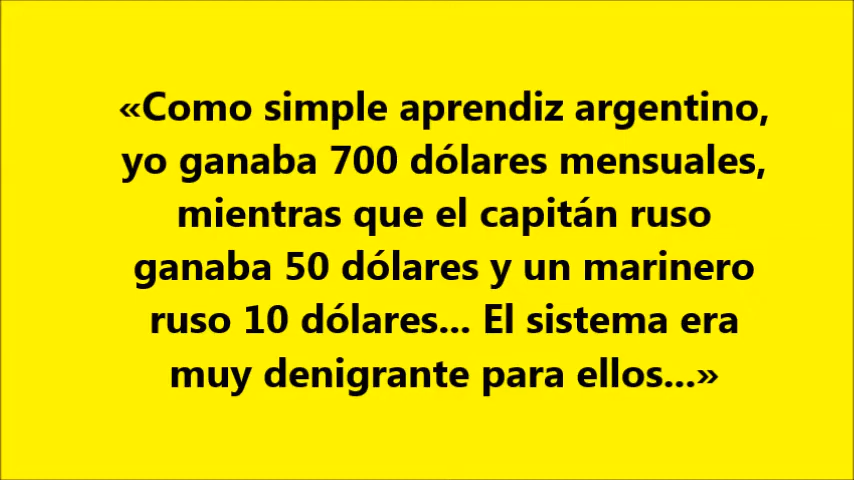 «Como simple aprendiz argentino,
yo ganaba 700 dólares mensuales,
mientras que el capitán ruso
ganaba 50 dólares y un marinero
ruso 10 dólares... El sistema era
muy denigrante para ellos...»